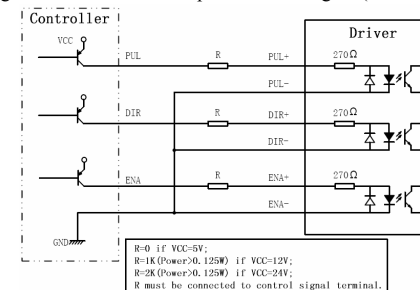 Controller
Driver
VCC
PUL
R
PUL+
270Ω
PUL-
DIR
R
DIR+
270Ω
DIR-
ENA
R
ENA+
270Ω
ENA-
GND
R=0 if VCC=5V;
R=1K(Power>0.125W) if VCC=12V;
R=2K(Power>0.125W) if VCC=24V;
R must be connected to control signal terminal.